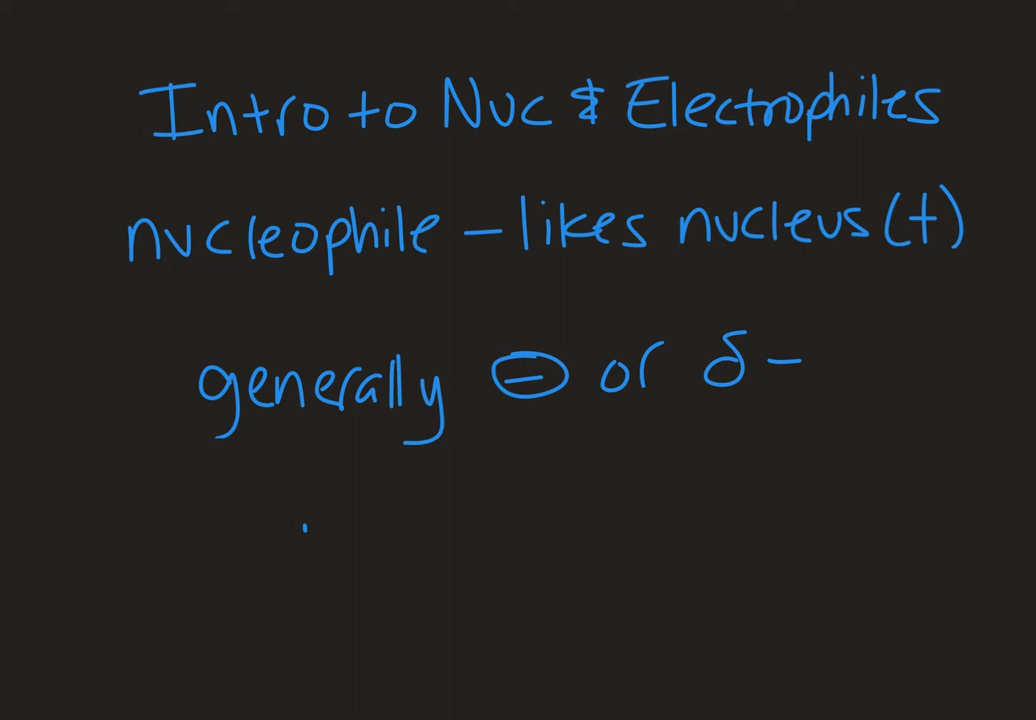 Intro to Nuc & Electrophiles
nucleophile – likes nucleus (+)
generally ⊖ or δ–